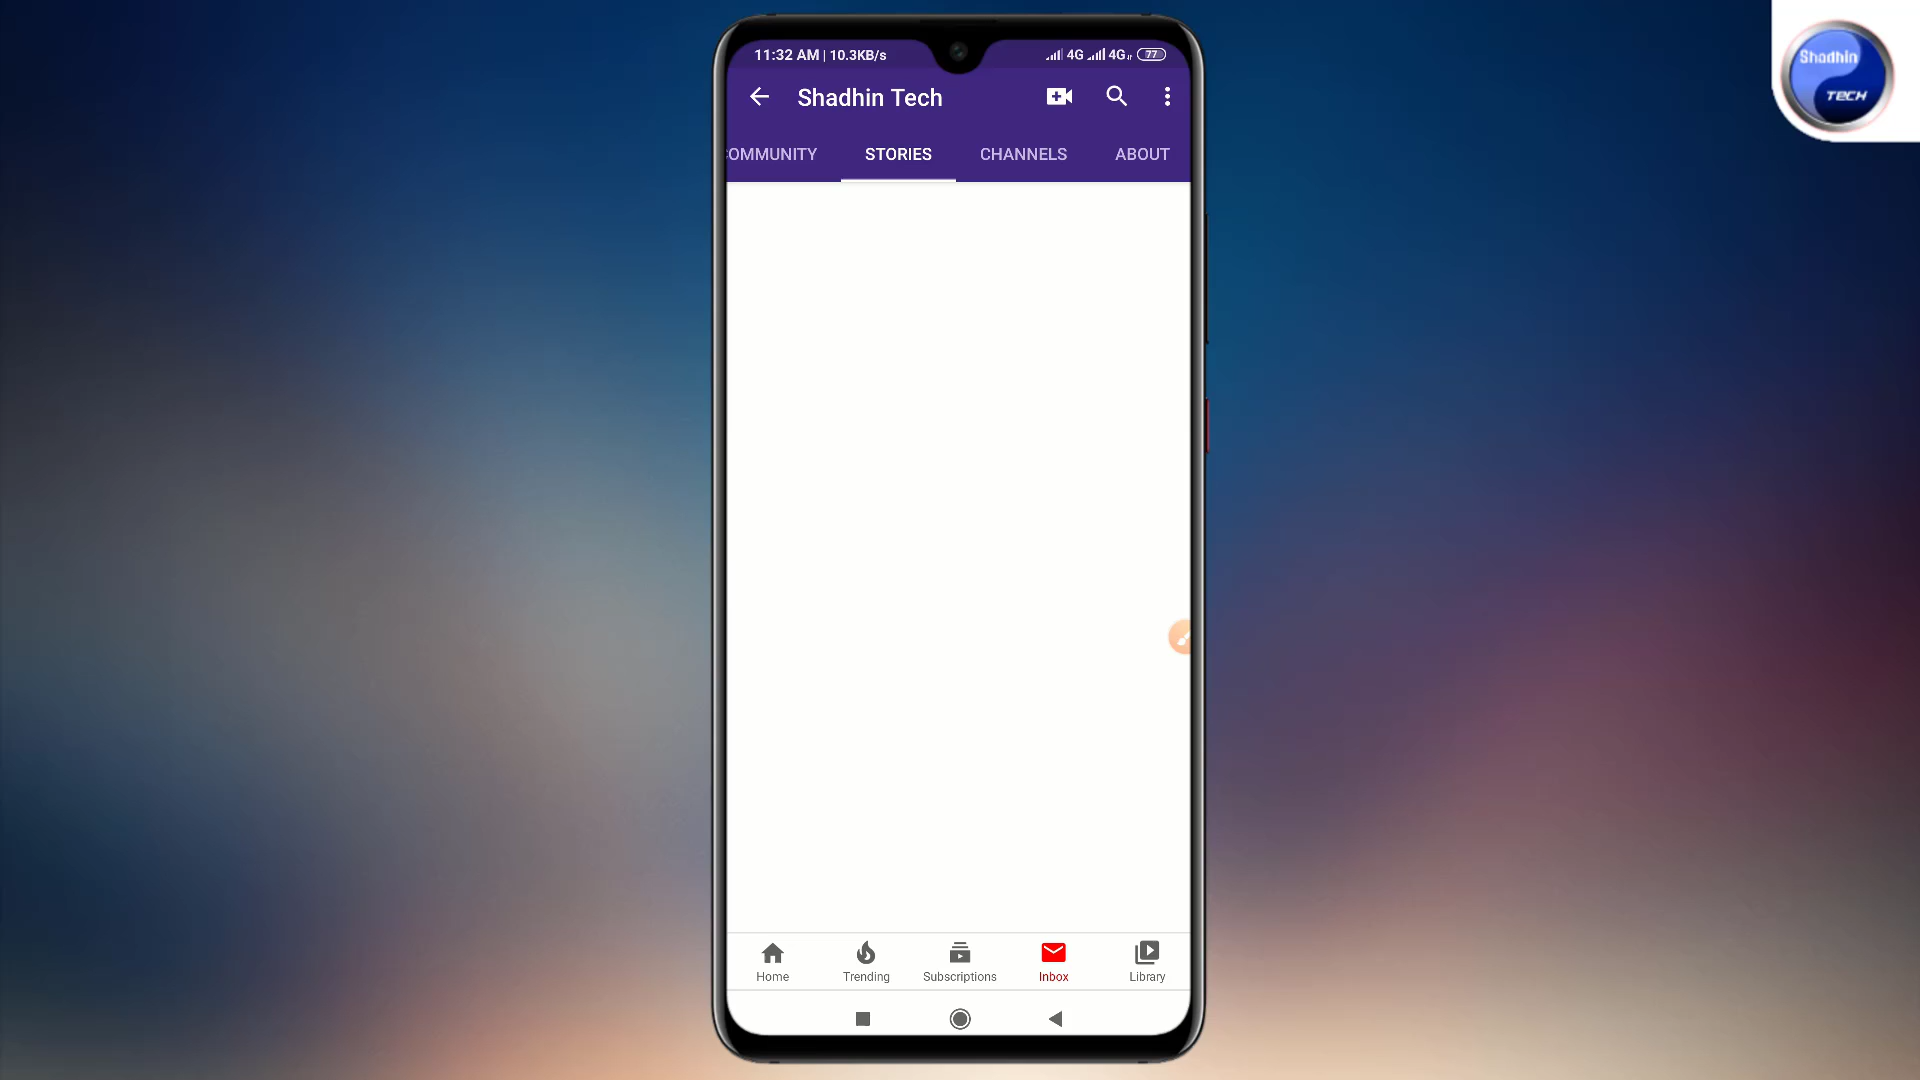 11:32 AM | 10.3KB/s 4G 4G 77
Shadhin Tech
OMMUNITY STORIES CHANNELS ABOUT
Home Trending Subscriptions Inbox Library
Shadhin
TECH